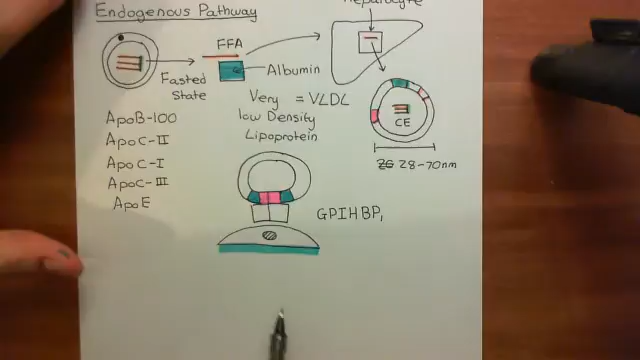 Endogenous Pathway
Hepatocyte
FFA
Albumin
Fasted
State
Very = VLDL
low Density
Lipoprotein
CE
28-70nm
ApoB-100
ApoC-II
ApoC-I
ApoC-III
ApoE
GPIHBP₁